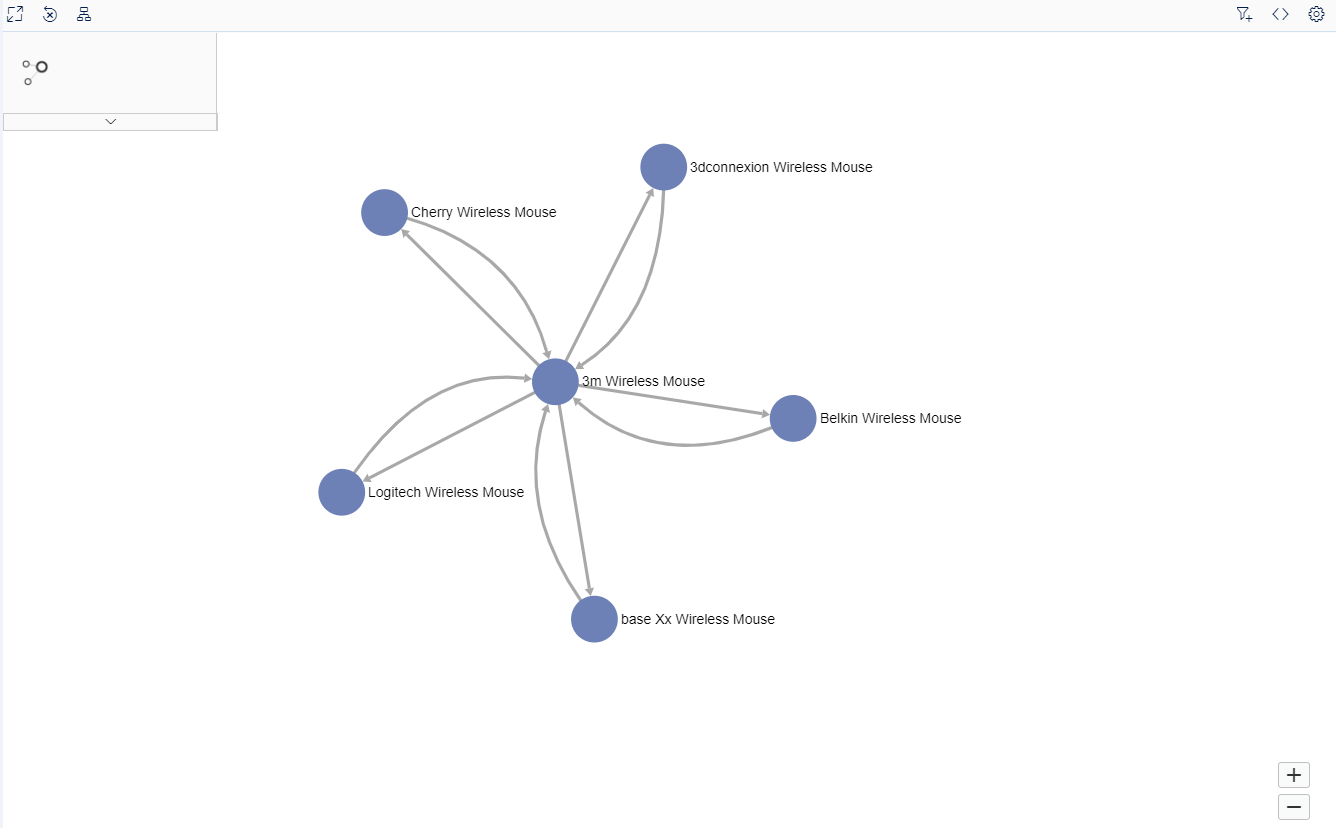 3dconnexion Wireless Mouse
Cherry Wireless Mouse
3m Wireless Mouse
Belkin Wireless Mouse
Logitech Wireless Mouse
base Xx Wireless Mouse